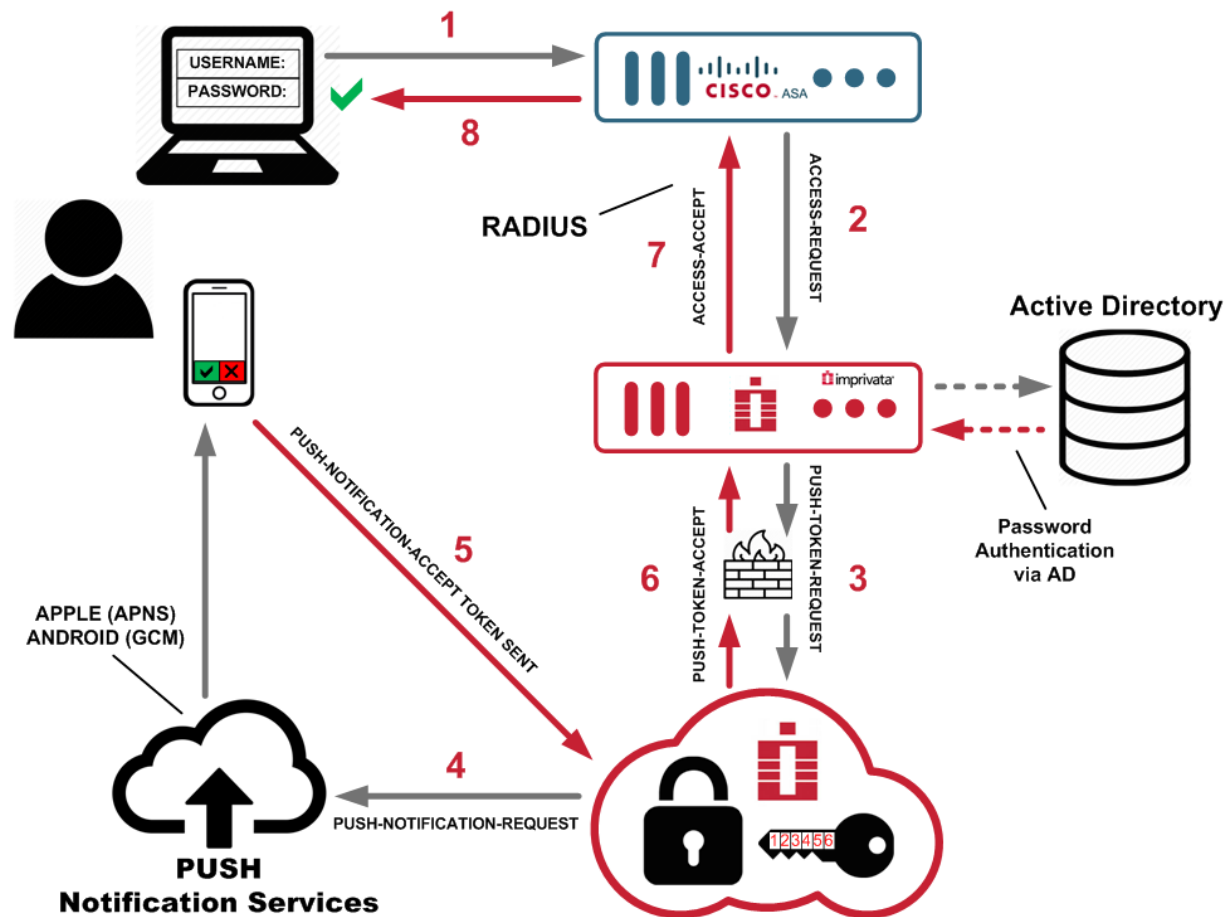 1
USERNAME:
PASSWORD:
CISCO ASA
8
RADIUS
ACCESS-ACCEPT
7
ACCESS-REQUEST
2
Active Directory
imprivata
Password
Authentication
via AD
PUSH-NOTIFICATION-ACCEPT TOKEN SENT
5
PUSH-TOKEN-ACCEPT
6
PUSH-TOKEN-REQUEST
3
APPLE (APNS)
ANDROID (GCM)
4
PUSH-NOTIFICATION-REQUEST
123456
PUSH
Notification Services